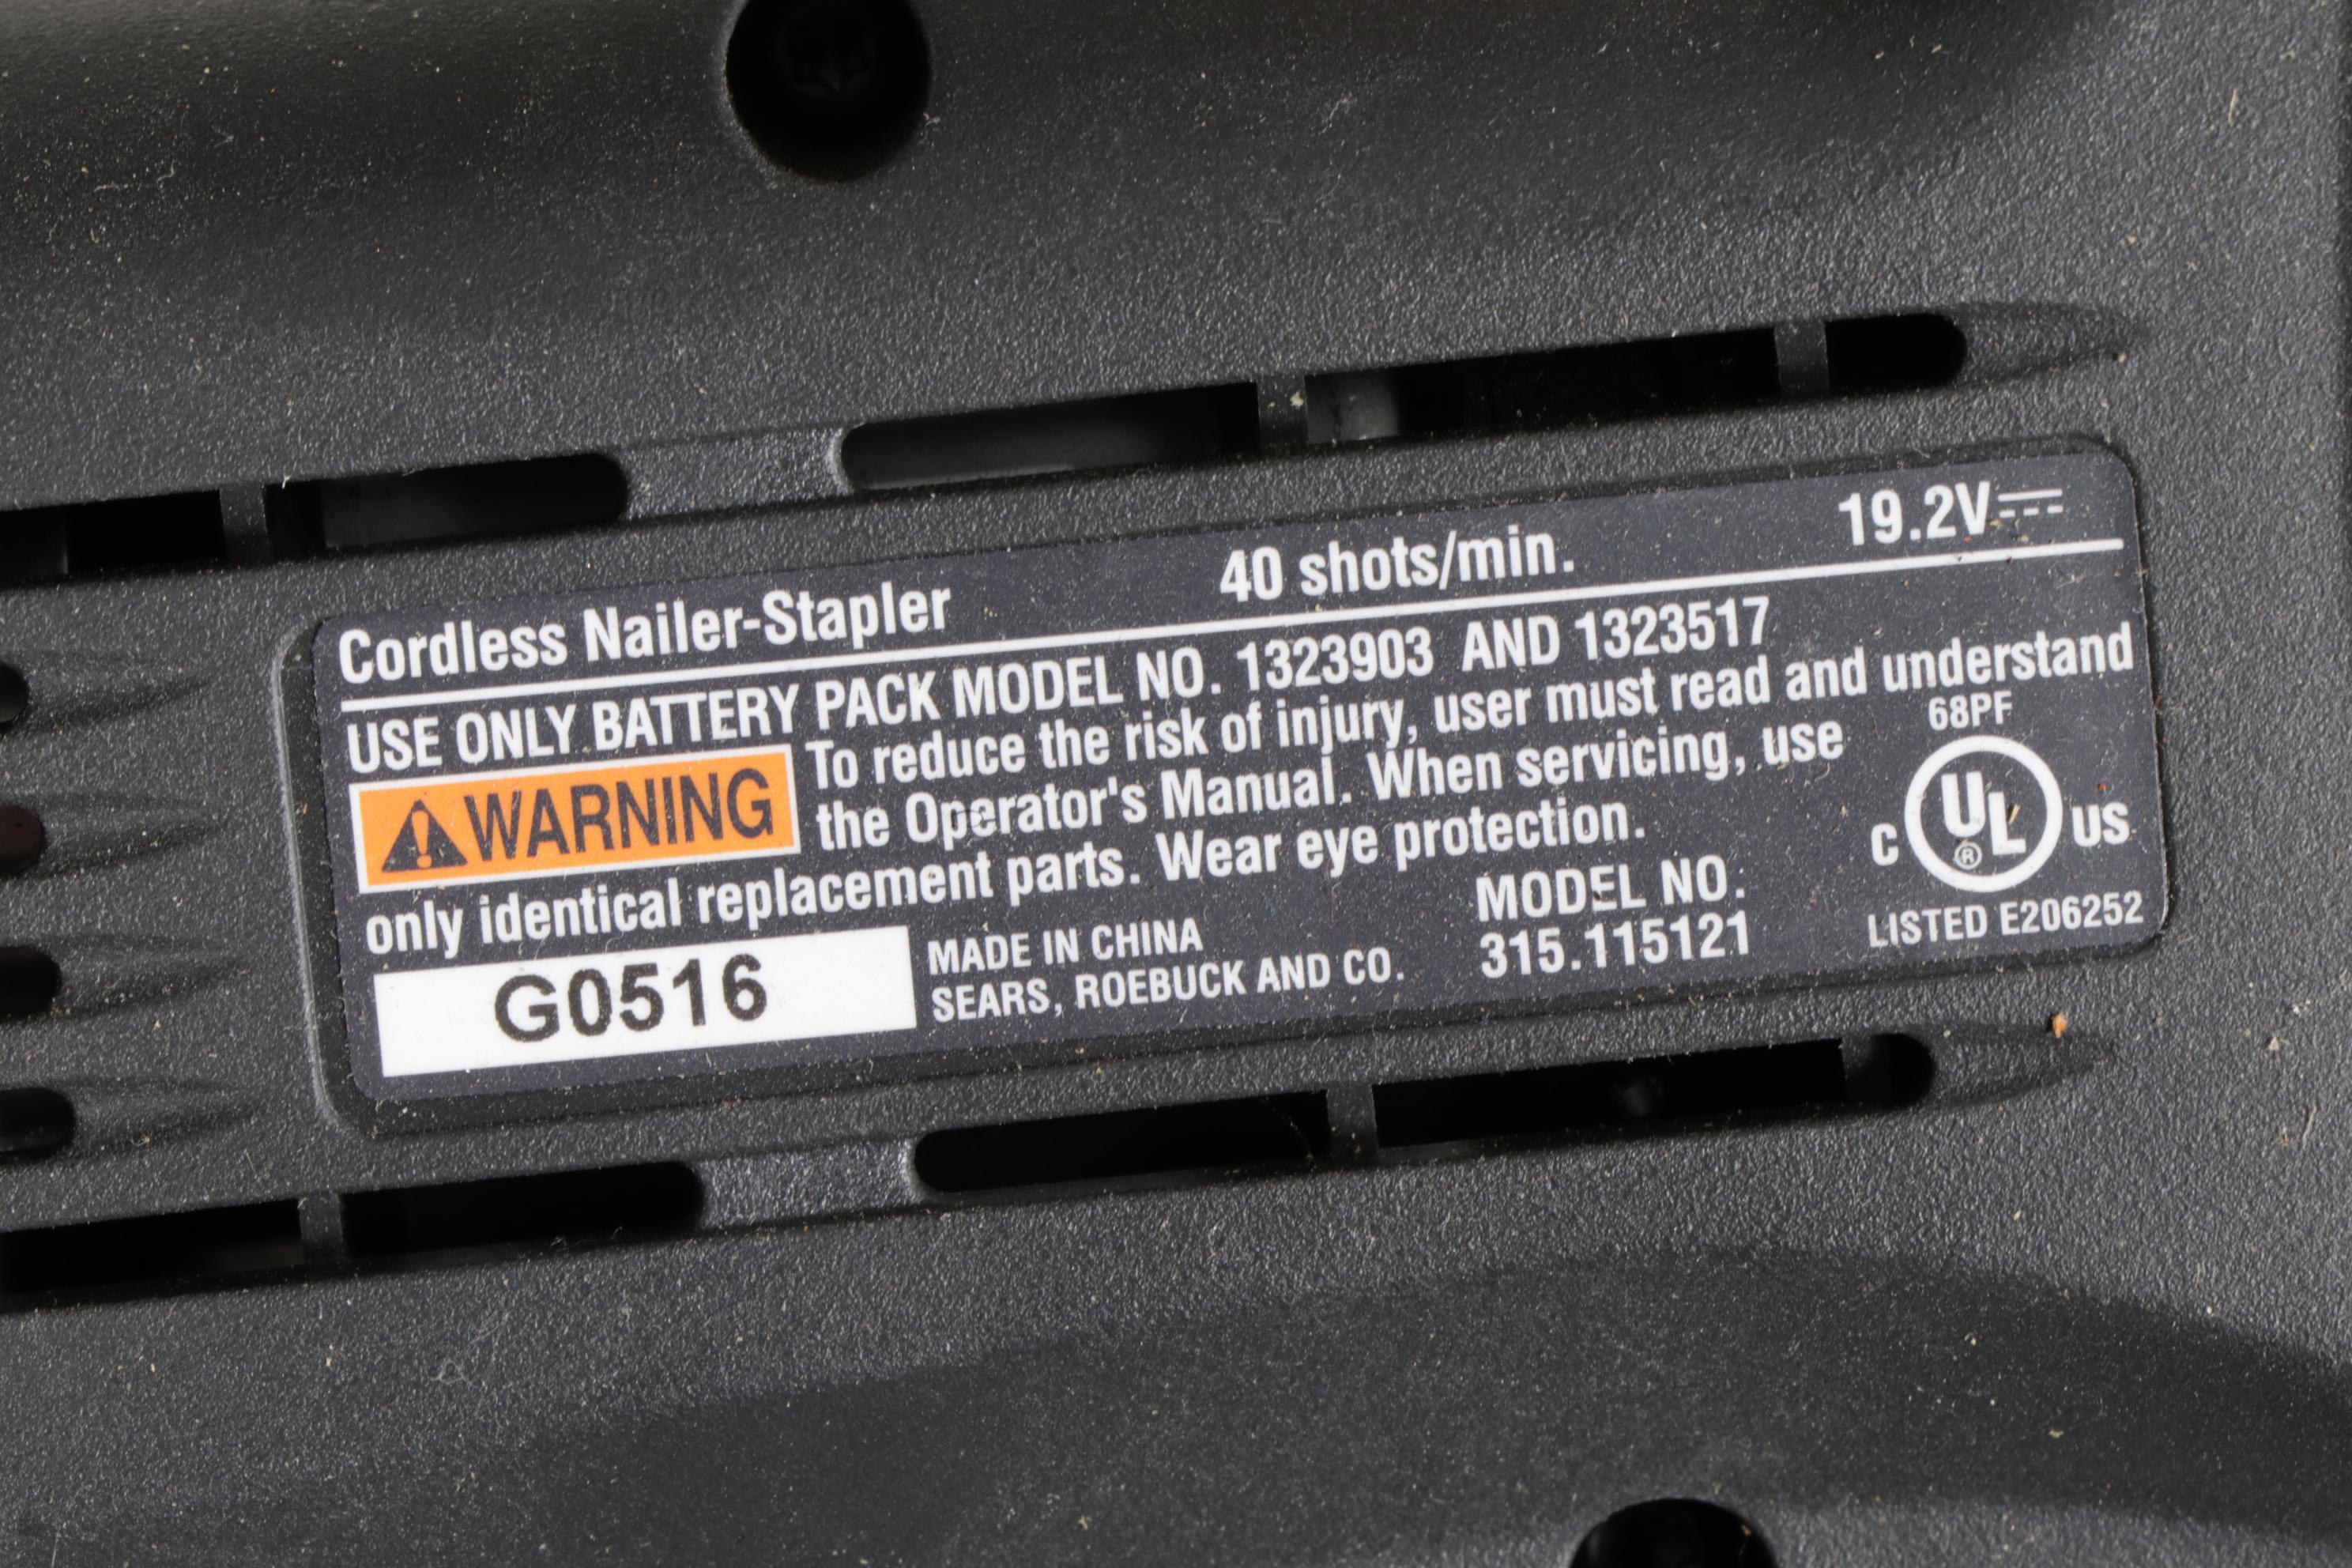 Cordless Nailer-Stapler 40 shots/min. 19.2V
USE ONLY BATTERY PACK MODEL NO. 1323903 AND 1323517
WARNING To reduce the risk of injury, user must read and understand
the Operator's Manual. When servicing, use
only identical replacement parts. Wear eye protection.
68PF
C UL US
®
LISTED E206252
G0516
MADE IN CHINA
SEARS, ROEBUCK AND CO.
MODEL NO.
315.115121